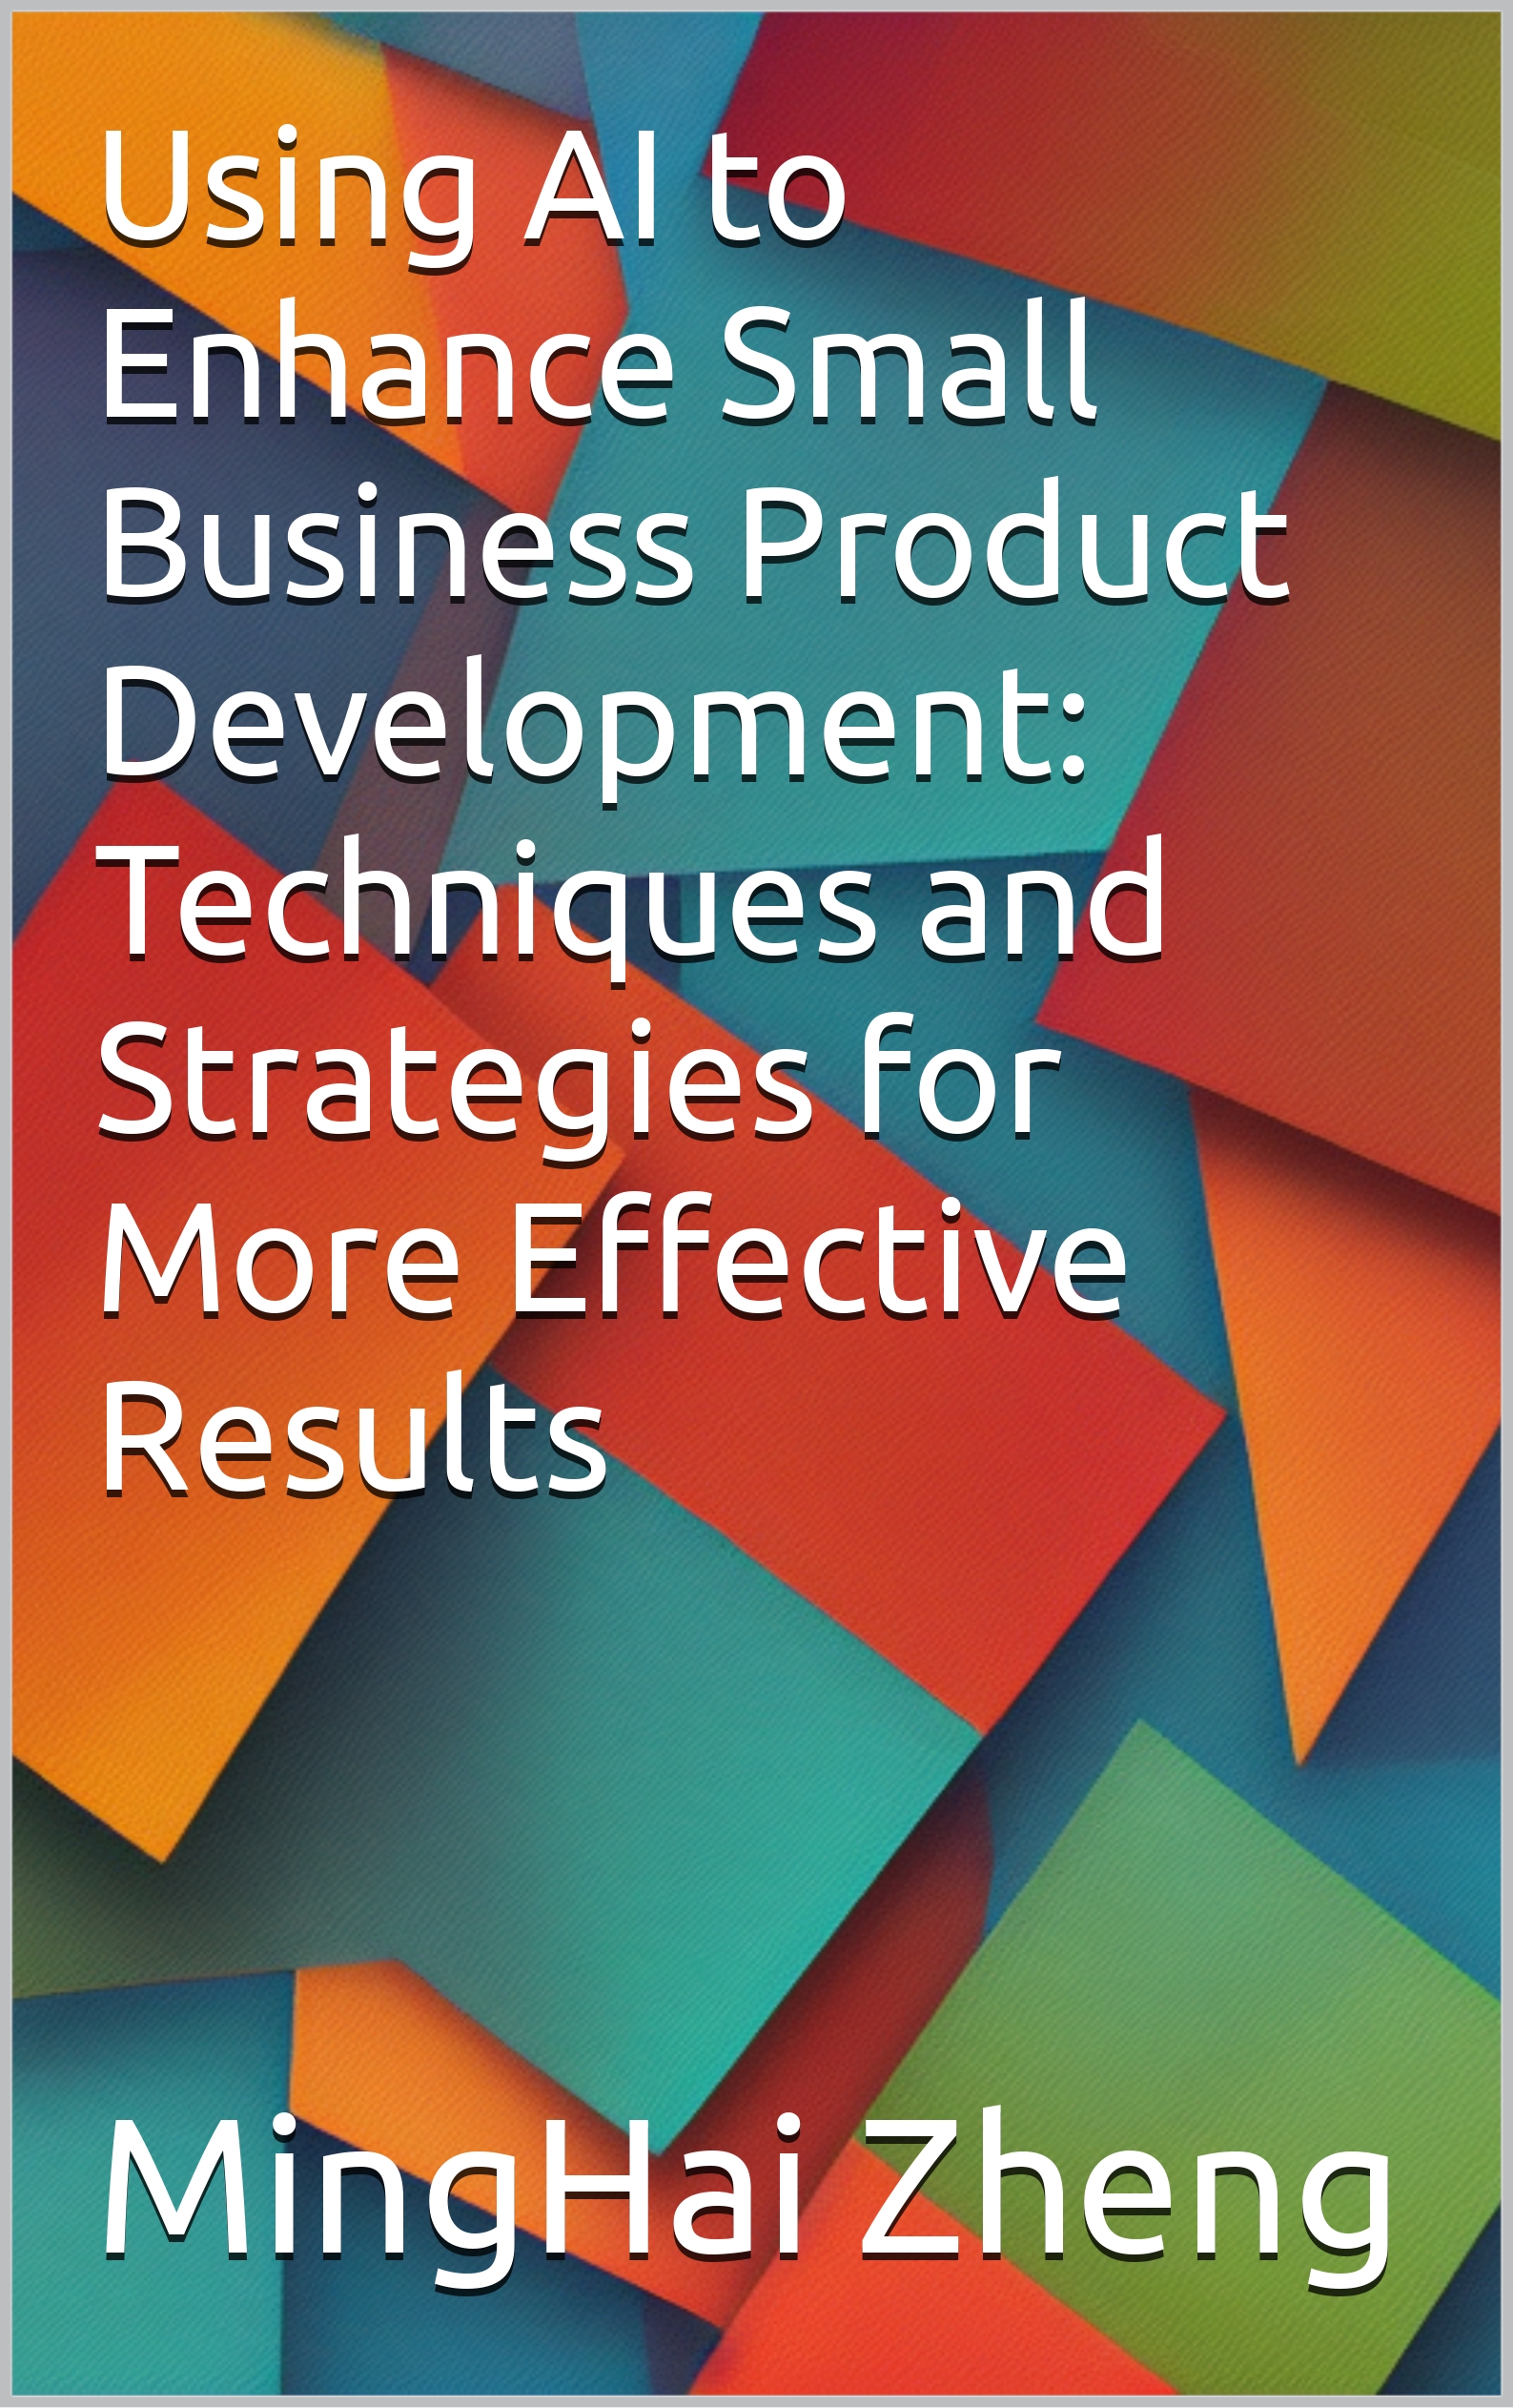 Using AI to
Enhance Small
Business Product
Development:
Techniques and
Strategies for
More Effective
Results
MingHai Zheng